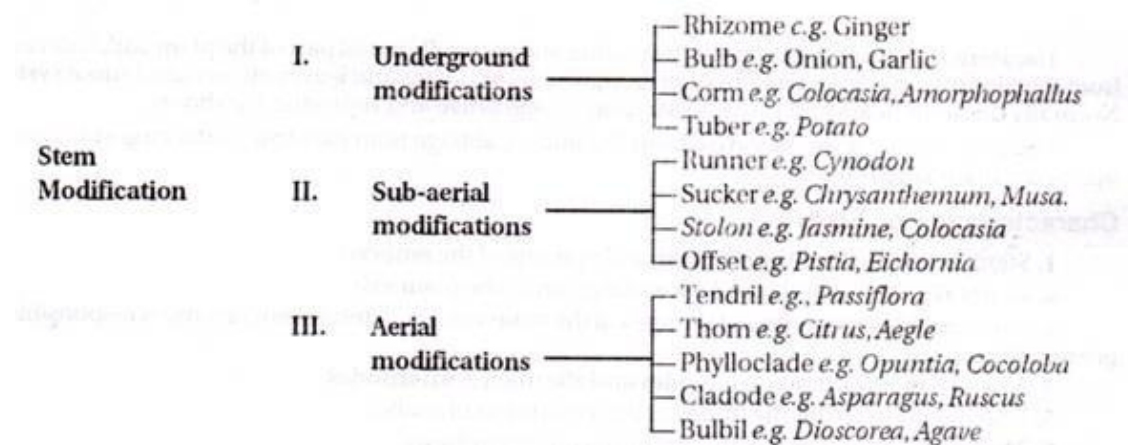 Rhizome c.g. Ginger
I. Underground modifications
Bulb e.g. Onion, Garlic
Corm e.g. Colocasia, Amorphophallus
Tuber e.g. Potato
Stem Modification
Runner e.g. Cynodon
II. Sub-aerial modifications
Sucker e.g. Chrysanthemum, Musa.
Stolon e.g. Jasmine, Colocasia
Offset e.g. Pistia, Eichornia
Tendril e.g., Passiflora
III. Aerial modifications
Thorn e.g. Citrus, Aegle
Phylloclade e.g. Opuntia, Cocoloba
Cladode e.g. Asparagus, Ruscus
Bulbil e.g. Dioscorea, Agave